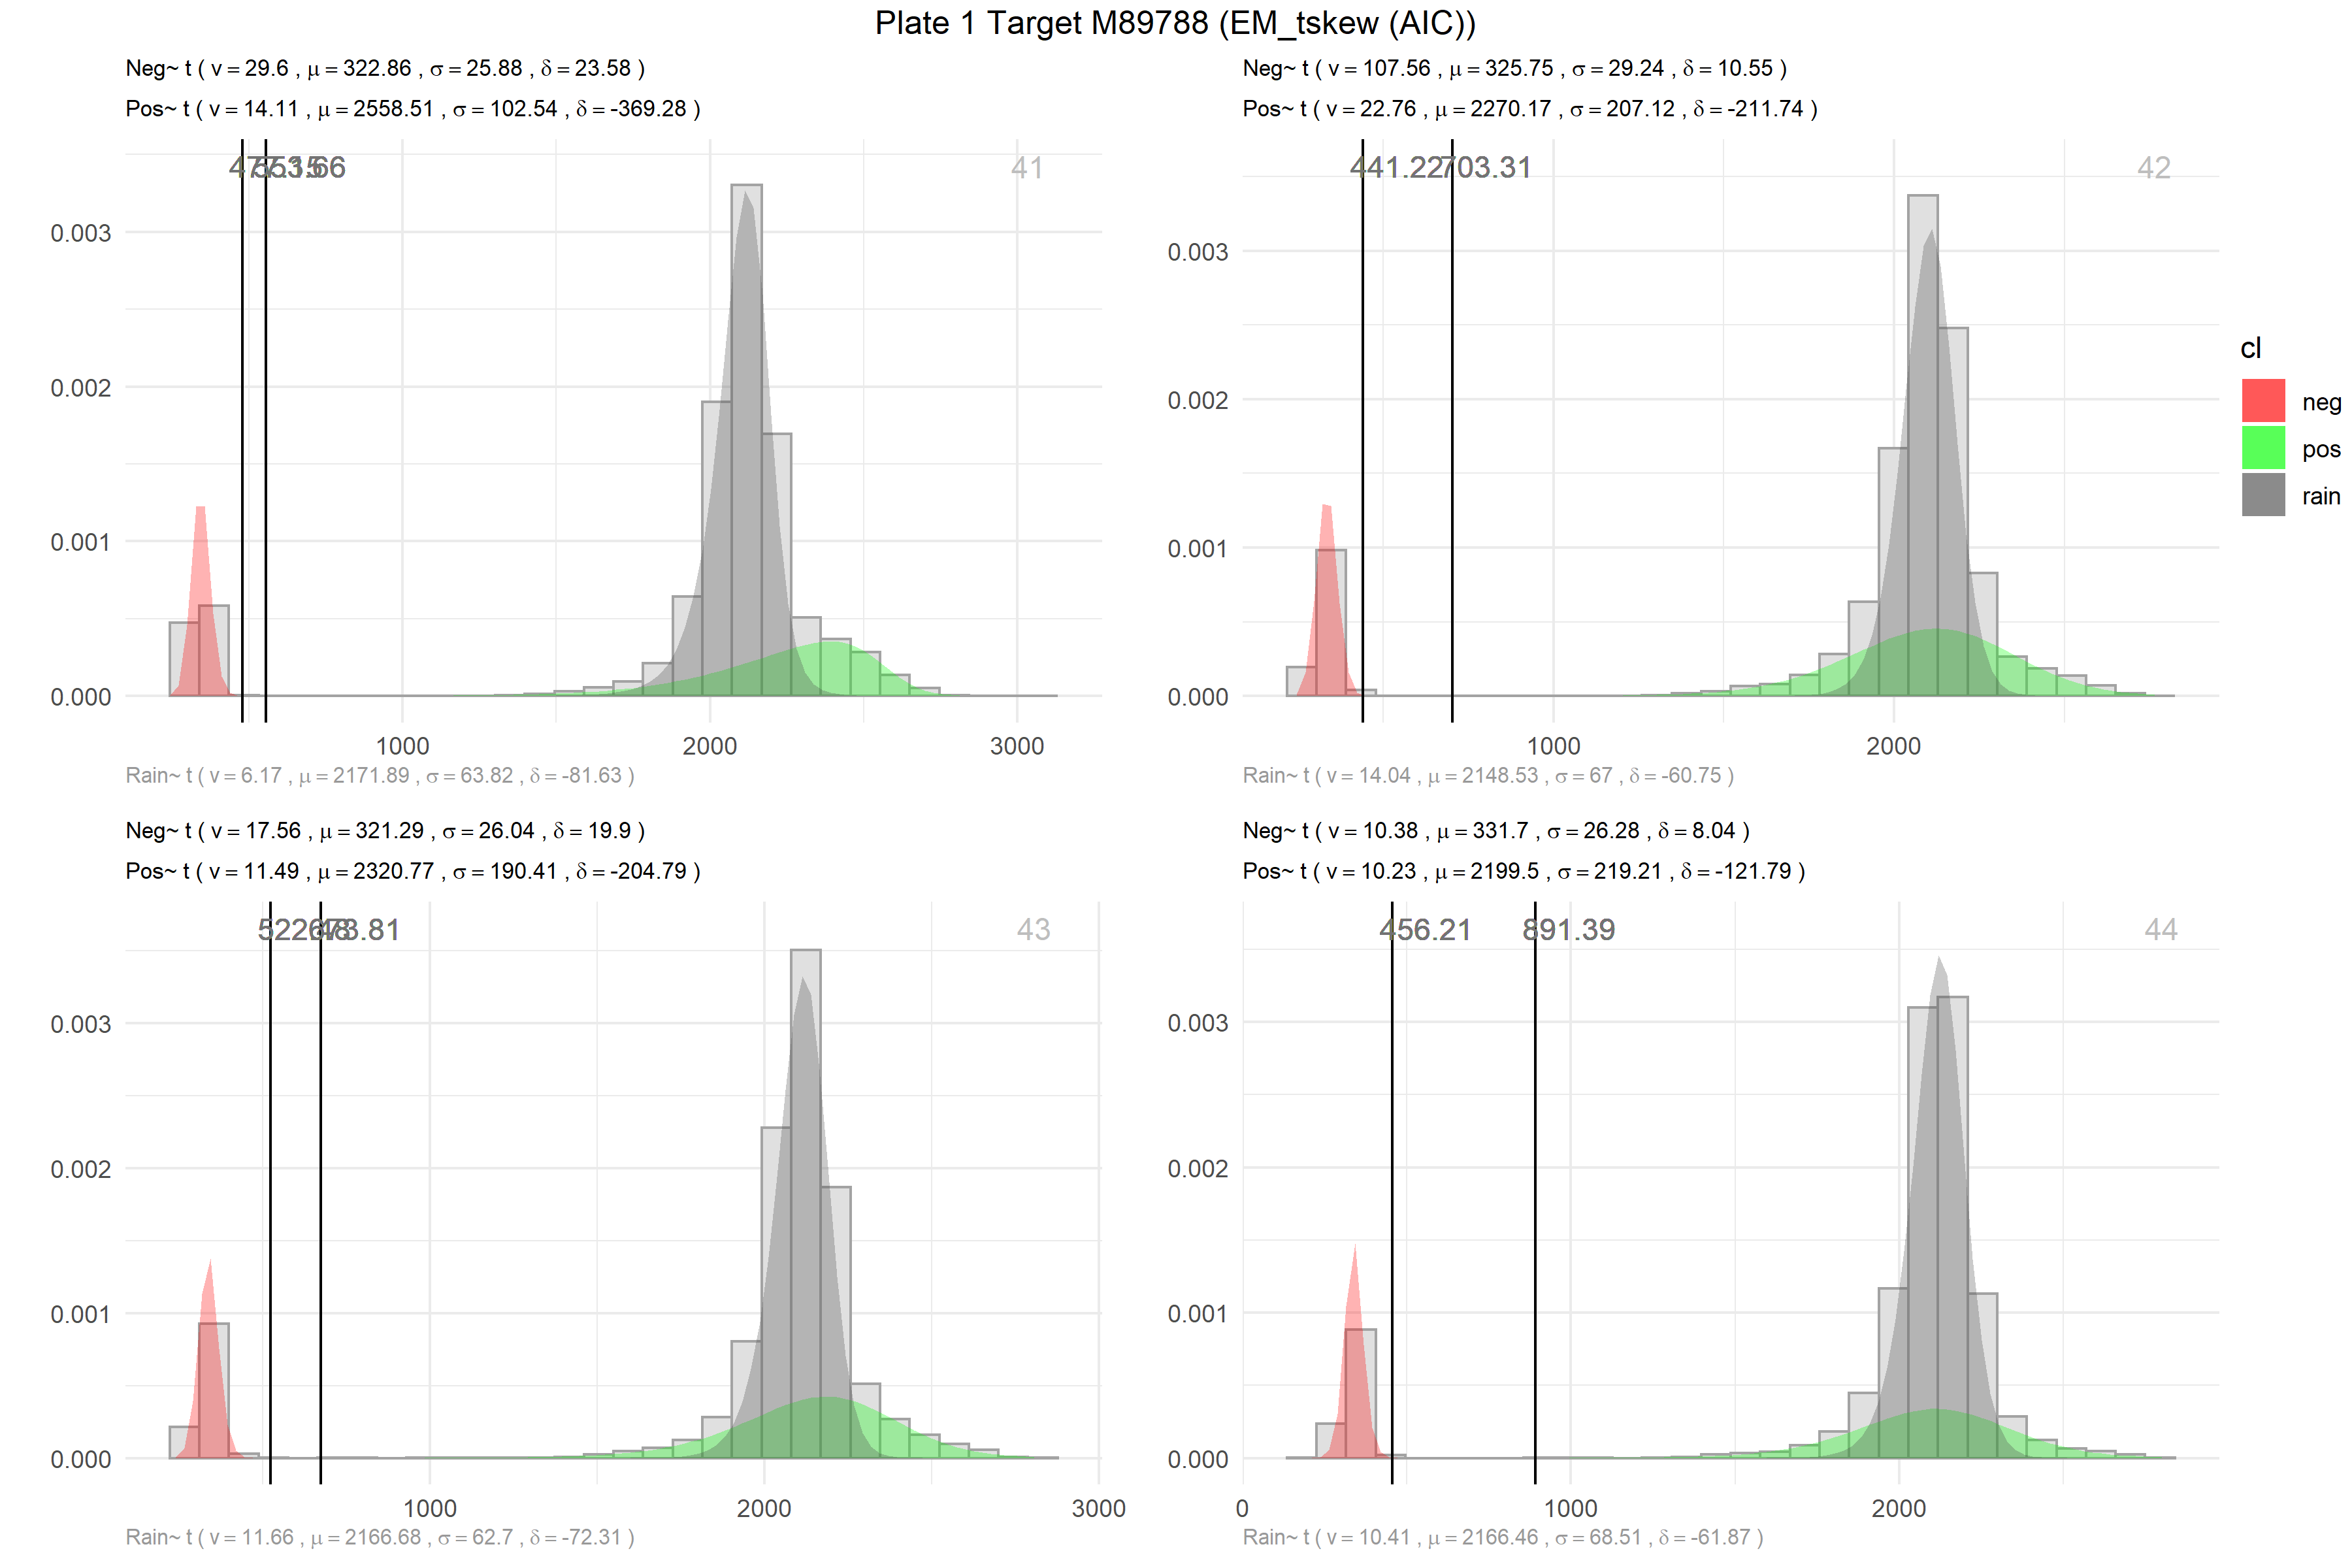 Plate 1 Target M89788 (EM_tskew (AIC))
Neg~ t ( ν = 29.6 , μ = 322.86 , σ = 25.88 , δ = 23.58 )
Pos~ t ( ν = 14.11 , μ = 2558.51 , σ = 102.54 , δ = -369.28 )
553.66
41
0.003
0.002
0.001
0.000
1000 2000 3000
Rain~ t ( ν = 6.17 , μ = 2171.89 , σ = 63.82 , δ = -81.63 )
Neg~ t ( ν = 107.56 , μ = 325.75 , σ = 29.24 , δ = 10.55 )
Pos~ t ( ν = 22.76 , μ = 2270.17 , σ = 207.12 , δ = -211.74 )
441.22 703.31
42
0.003
0.002
0.001
0.000
1000 2000
Rain~ t ( ν = 14.04 , μ = 2148.53 , σ = 67 , δ = -60.75 )
cl
neg
pos
rain
Neg~ t ( ν = 17.56 , μ = 321.29 , σ = 26.04 , δ = 19.9 )
Pos~ t ( ν = 11.49 , μ = 2320.77 , σ = 190.41 , δ = -204.79 )
673.81
43
0.003
0.002
0.001
0.000
1000 2000 3000
Rain~ t ( ν = 11.66 , μ = 2166.68 , σ = 62.7 , δ = -72.31 )
Neg~ t ( ν = 10.38 , μ = 331.7 , σ = 26.28 , δ = 8.04 )
Pos~ t ( ν = 10.23 , μ = 2199.5 , σ = 219.21 , δ = -121.79 )
456.21 891.39
44
0.003
0.002
0.001
0.000
0 1000 2000
Rain~ t ( ν = 10.41 , μ = 2166.46 , σ = 68.51 , δ = -61.87 )